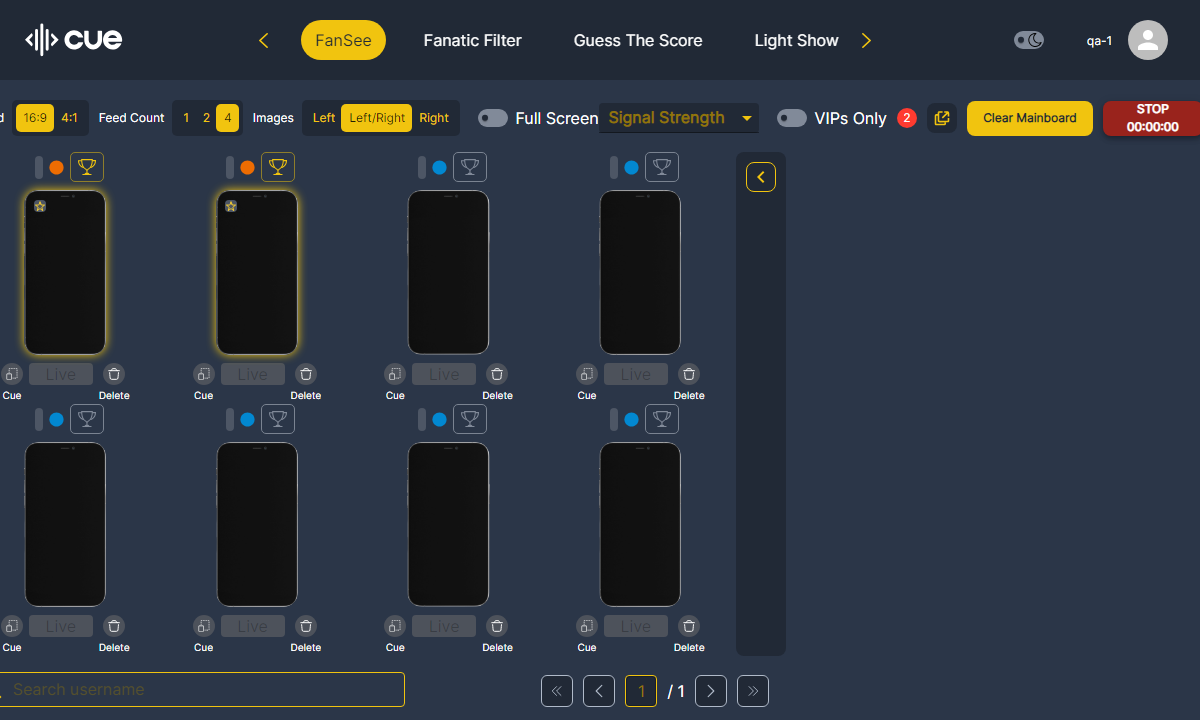 cue
FanSee
Fanatic Filter
Guess The Score
Light Show
qa-1
d
16:9
4:1
Feed Count
1
2
4
Images
Left
Left/Right
Right
Full Screen
Signal Strength
VIPs Only
2
Clear Mainboard
STOP
00:00:00
Live
Live
Live
Live
Cue
Delete
Cue
Delete
Cue
Delete
Cue
Delete
Live
Live
Live
Live
Cue
Delete
Cue
Delete
Cue
Delete
Cue
Delete
Search username
1
/ 1